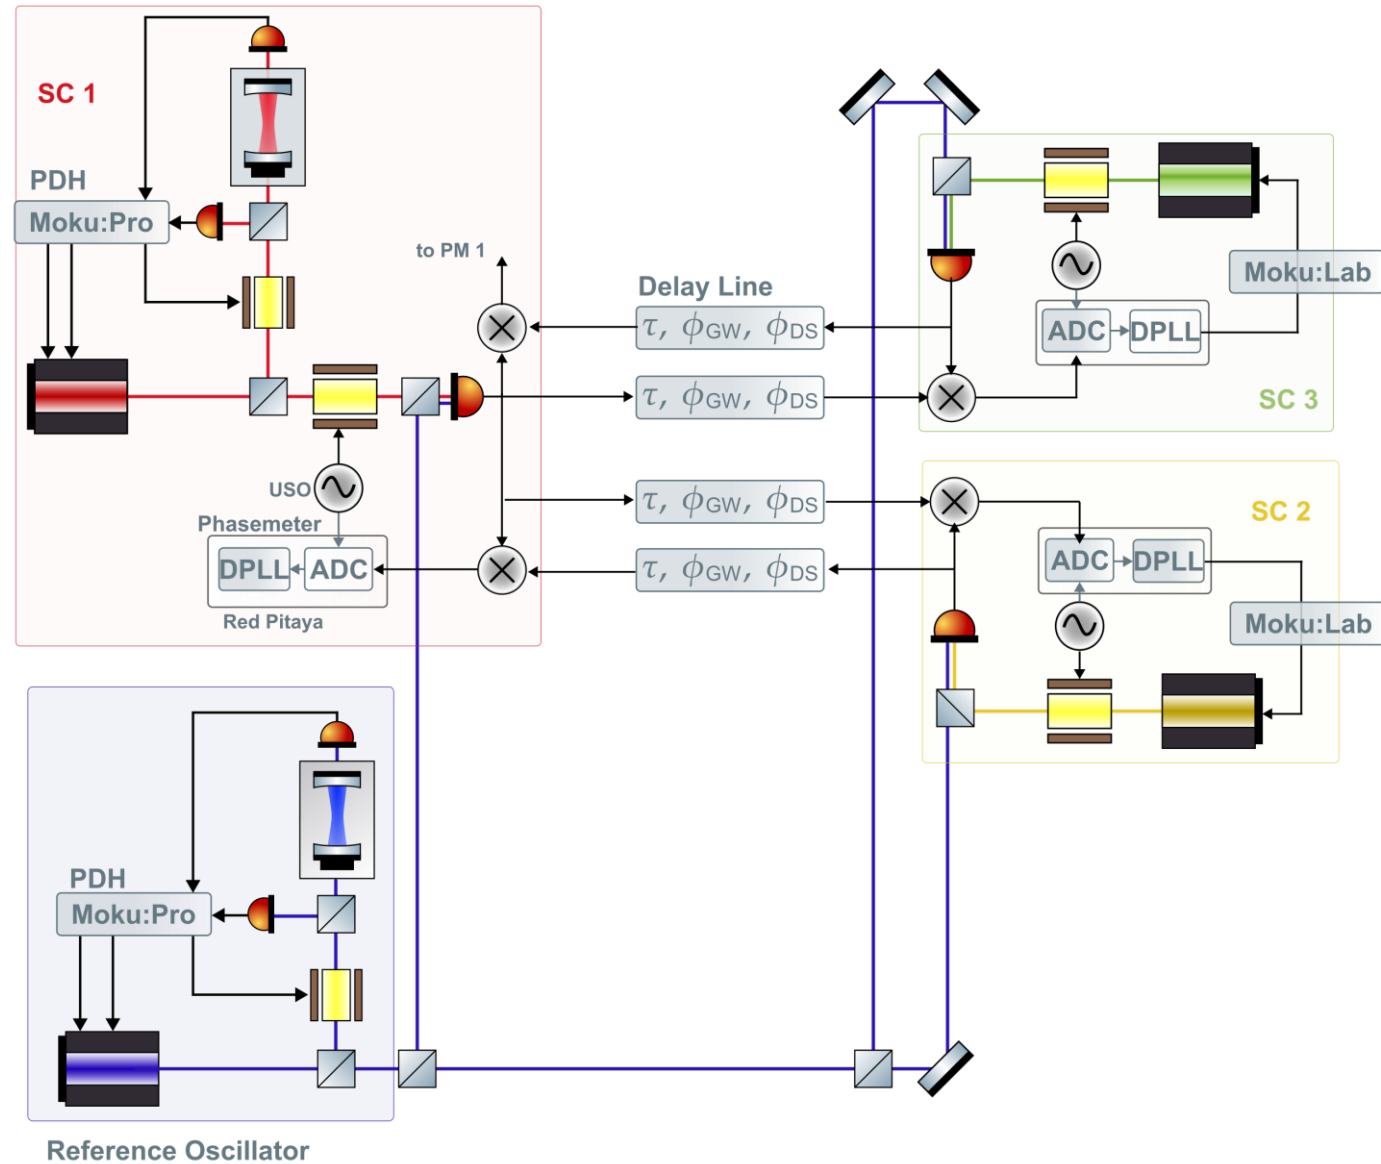 SC 1
PDH
Moku:Pro
to PM 1
USO
Phasemeter
DPLL
ADC
Red Pitaya
Delay Line
τ, ϕGW, ϕDS
τ, ϕGW, ϕDS
τ, ϕGW, ϕDS
τ, ϕGW, ϕDS
ADC
DPLL
Moku:Lab
SC 3
SC 2
ADC
DPLL
Moku:Lab
PDH
Moku:Pro
Reference Oscillator